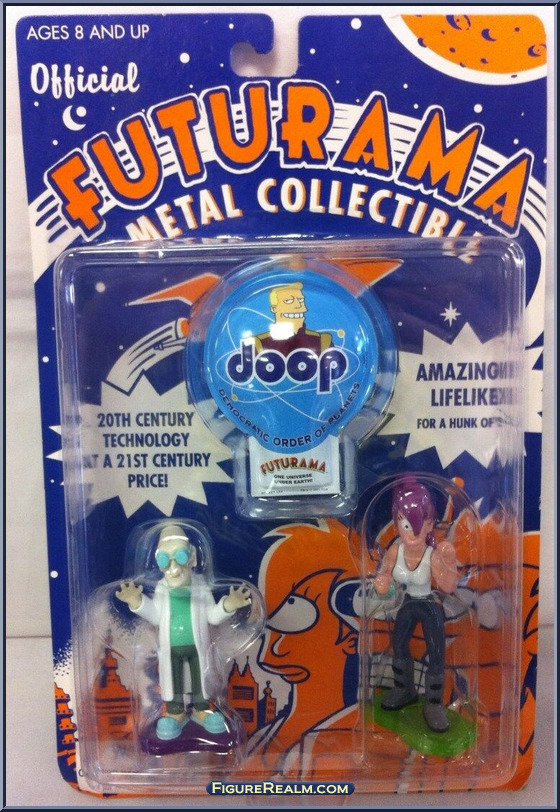 AGES 8 AND UP
Official
FUTURAMA
METAL COLLECTIBLE
doop
DEMOCRATIC ORDER OF PLANETS
20TH CENTURY
TECHNOLOGY
AT A 21ST CENTURY
PRICE!
AMAZING
LIFELIKE
FOR A HUNK OF
FUTURAMA
ONE UNIVERSE
UNDER EARTH!
FIGUREREALM.COM